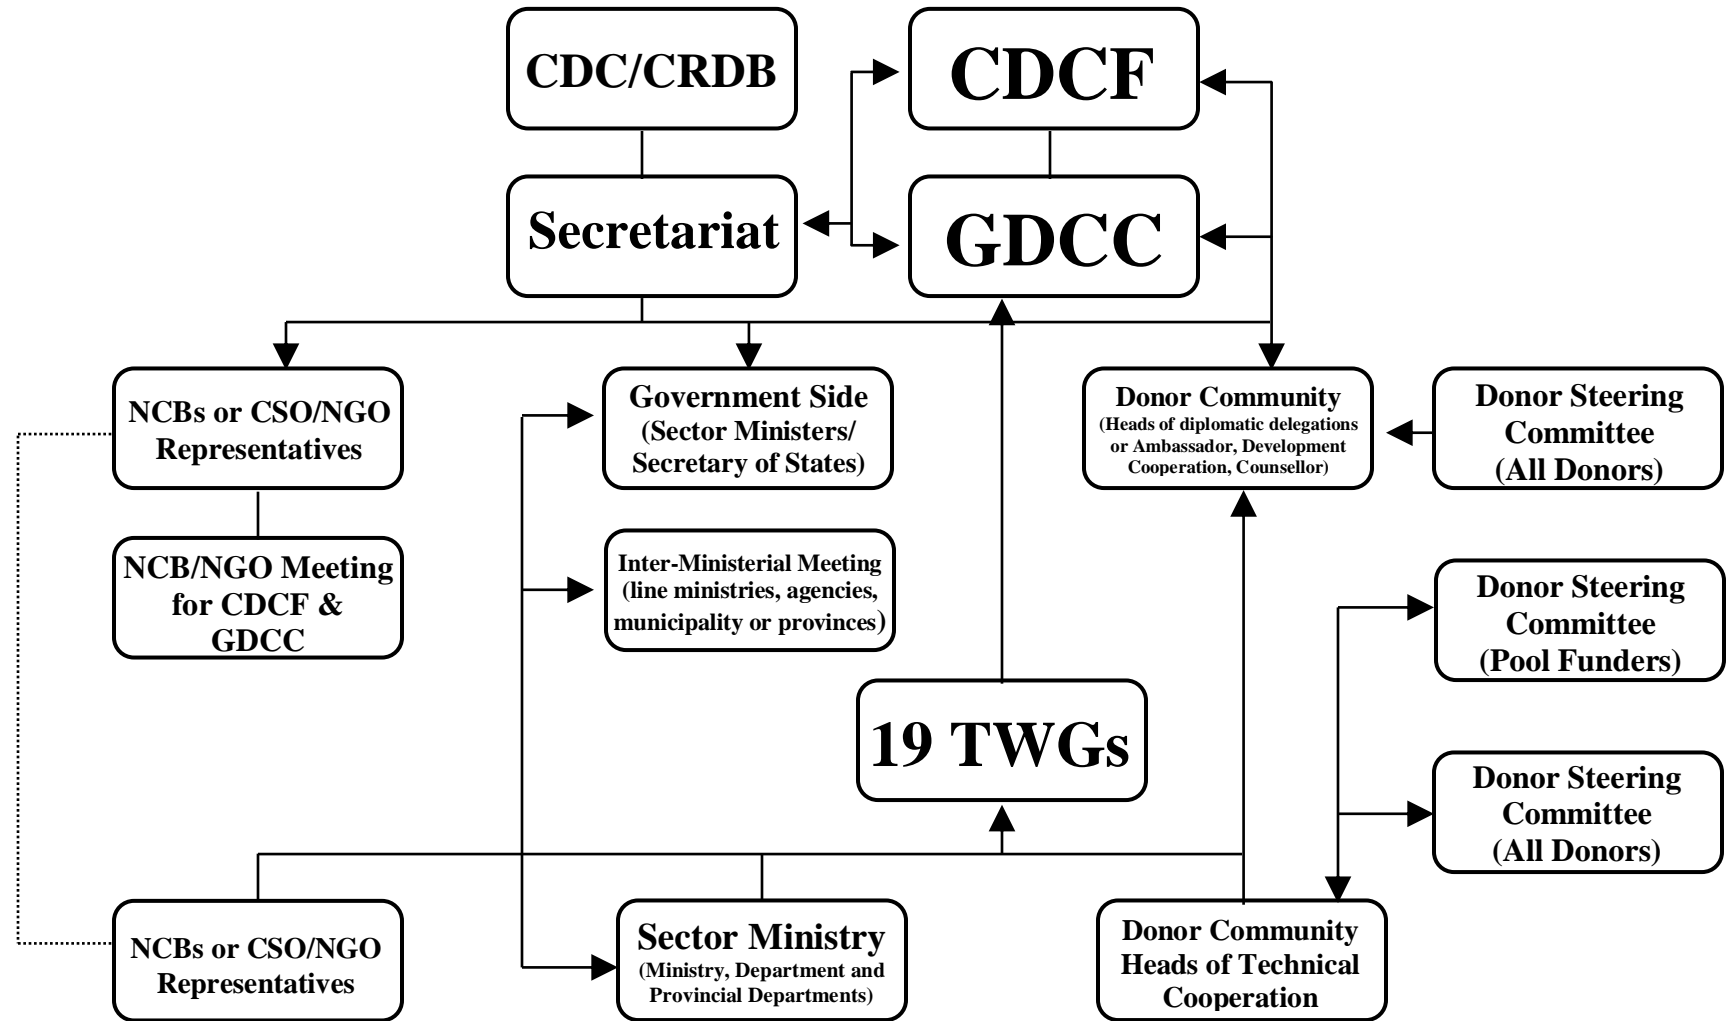 CDC/CRDB
CDCF
Secretariat
GDCC
NCBs or CSO/NGO
Representatives
Government Side
(Sector Ministers/
Secretary of States)
Donor Community
(Heads of diplomatic delegations
or Ambassador, Development
Cooperation, Counsellor)
Donor Steering
Committee
(All Donors)
NCB/NGO Meeting
for CDCF &
GDCC
Inter-Ministerial Meeting
(line ministries, agencies,
municipality or provinces)
Donor Steering
Committee
(Pool Funders)
19 TWGs
Donor Steering
Committee
(All Donors)
NCBs or CSO/NGO
Representatives
Sector Ministry
(Ministry, Department and
Provincial Departments)
Donor Community
Heads of Technical
Cooperation